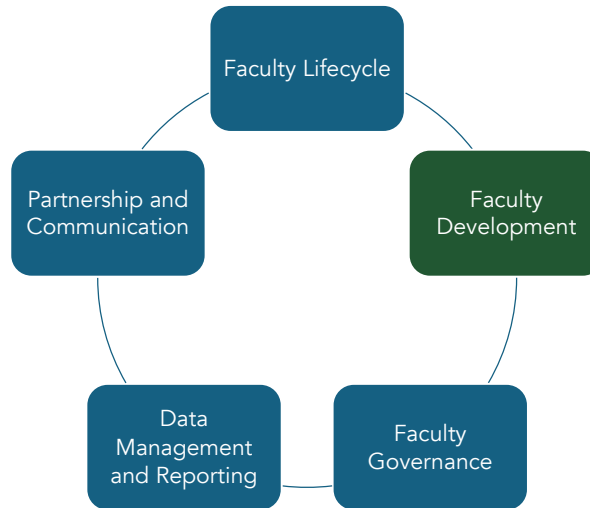 Faculty Lifecycle
Partnership and
Communication
Faculty
Development
Data
Management
and Reporting
Faculty
Governance